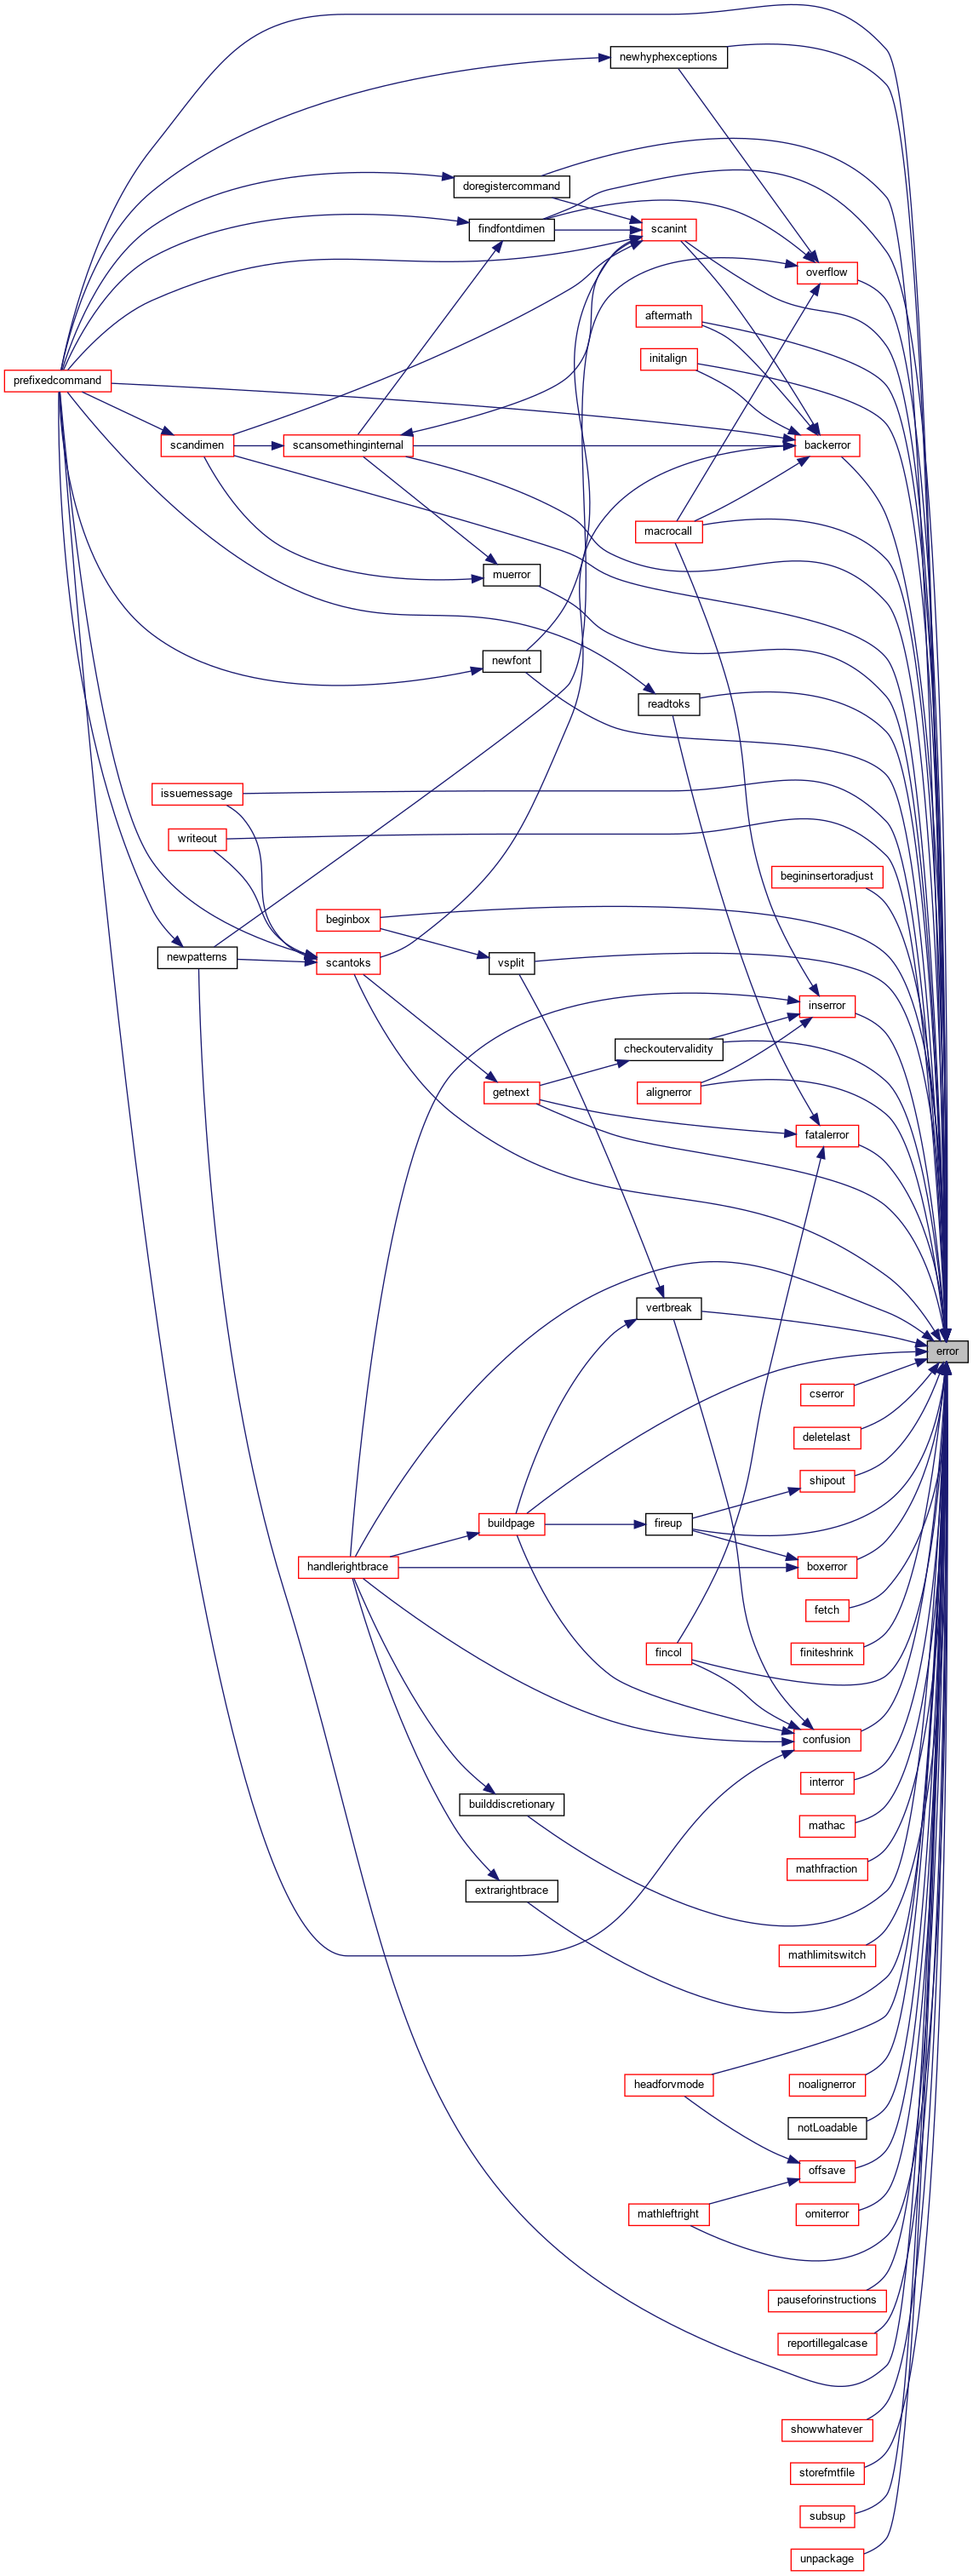 newhyphexceptions
doregistercommand
findfontdimen
scanint
overflow
aftermath
initalign
prefixedcommand
scandimen
scansomethinginternal
backerror
macrocall
muerror
newfont
readtoks
issuemessage
writeout
begininsertoradjust
beginbox
newpatterns
scantoks
vsplit
inserror
checkoutervalidity
getnext
alignerror
fatalerror
vertbreak
error
cserror
deletelast
shipout
buildpage
fireup
handlerightbrace
boxerror
fetch
fincol
finiteshrink
confusion
interror
builddiscretionary
mathac
mathfraction
extrarightbrace
mathlimitswitch
headforvmode
noalignerror
notLoadable
offsave
mathleftright
omiterror
pauseforinstructions
reportillegalcase
showwhatever
storefmtfile
subsup
unpackage